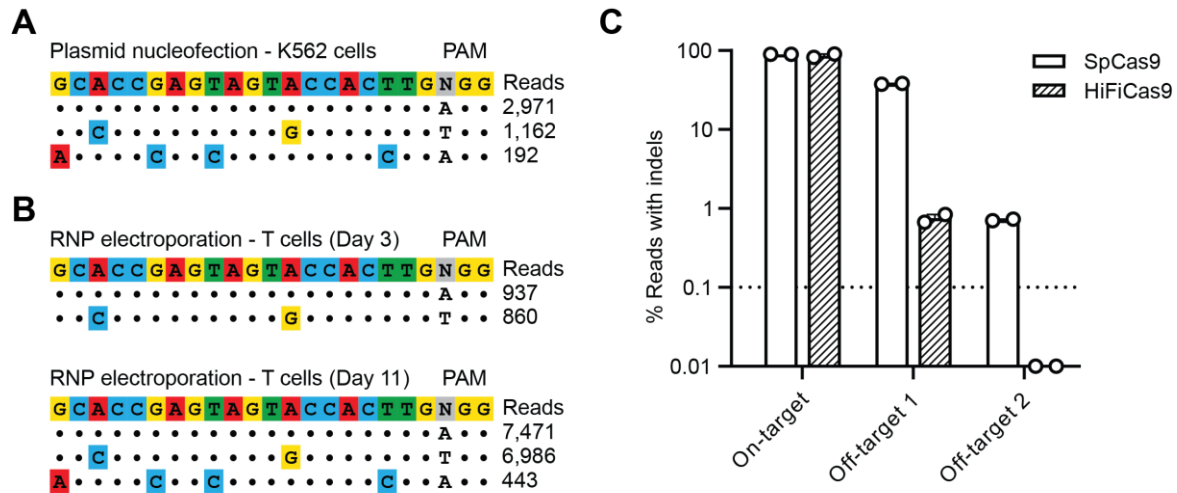 A
Plasmid nucleofection - K562 cells PAM
GCACCGAGTAGTACCACTTGNGG Reads
••••••••••••••••••••A•• 2,971
••C•••••••••G•••••••T•• 1,162
A••••C••C••••••••C••A•• 192
B
RNP electroporation - T cells (Day 3) PAM
GCACCGAGTAGTACCACTTGNGG Reads
••••••••••••••••••••A•• 937
••C•••••••••G•••••••T•• 860
RNP electroporation - T cells (Day 11) PAM
GCACCGAGTAGTACCACTTGNGG Reads
••••••••••••••••••••A•• 7,471
••C•••••••••G•••••••T•• 6,986
A••••C••C••••••••C••A•• 443
C
% Reads with indels
100
10
1
0.1
0.01
On-target
Off-target 1
Off-target 2
SpCas9
HiFiCas9